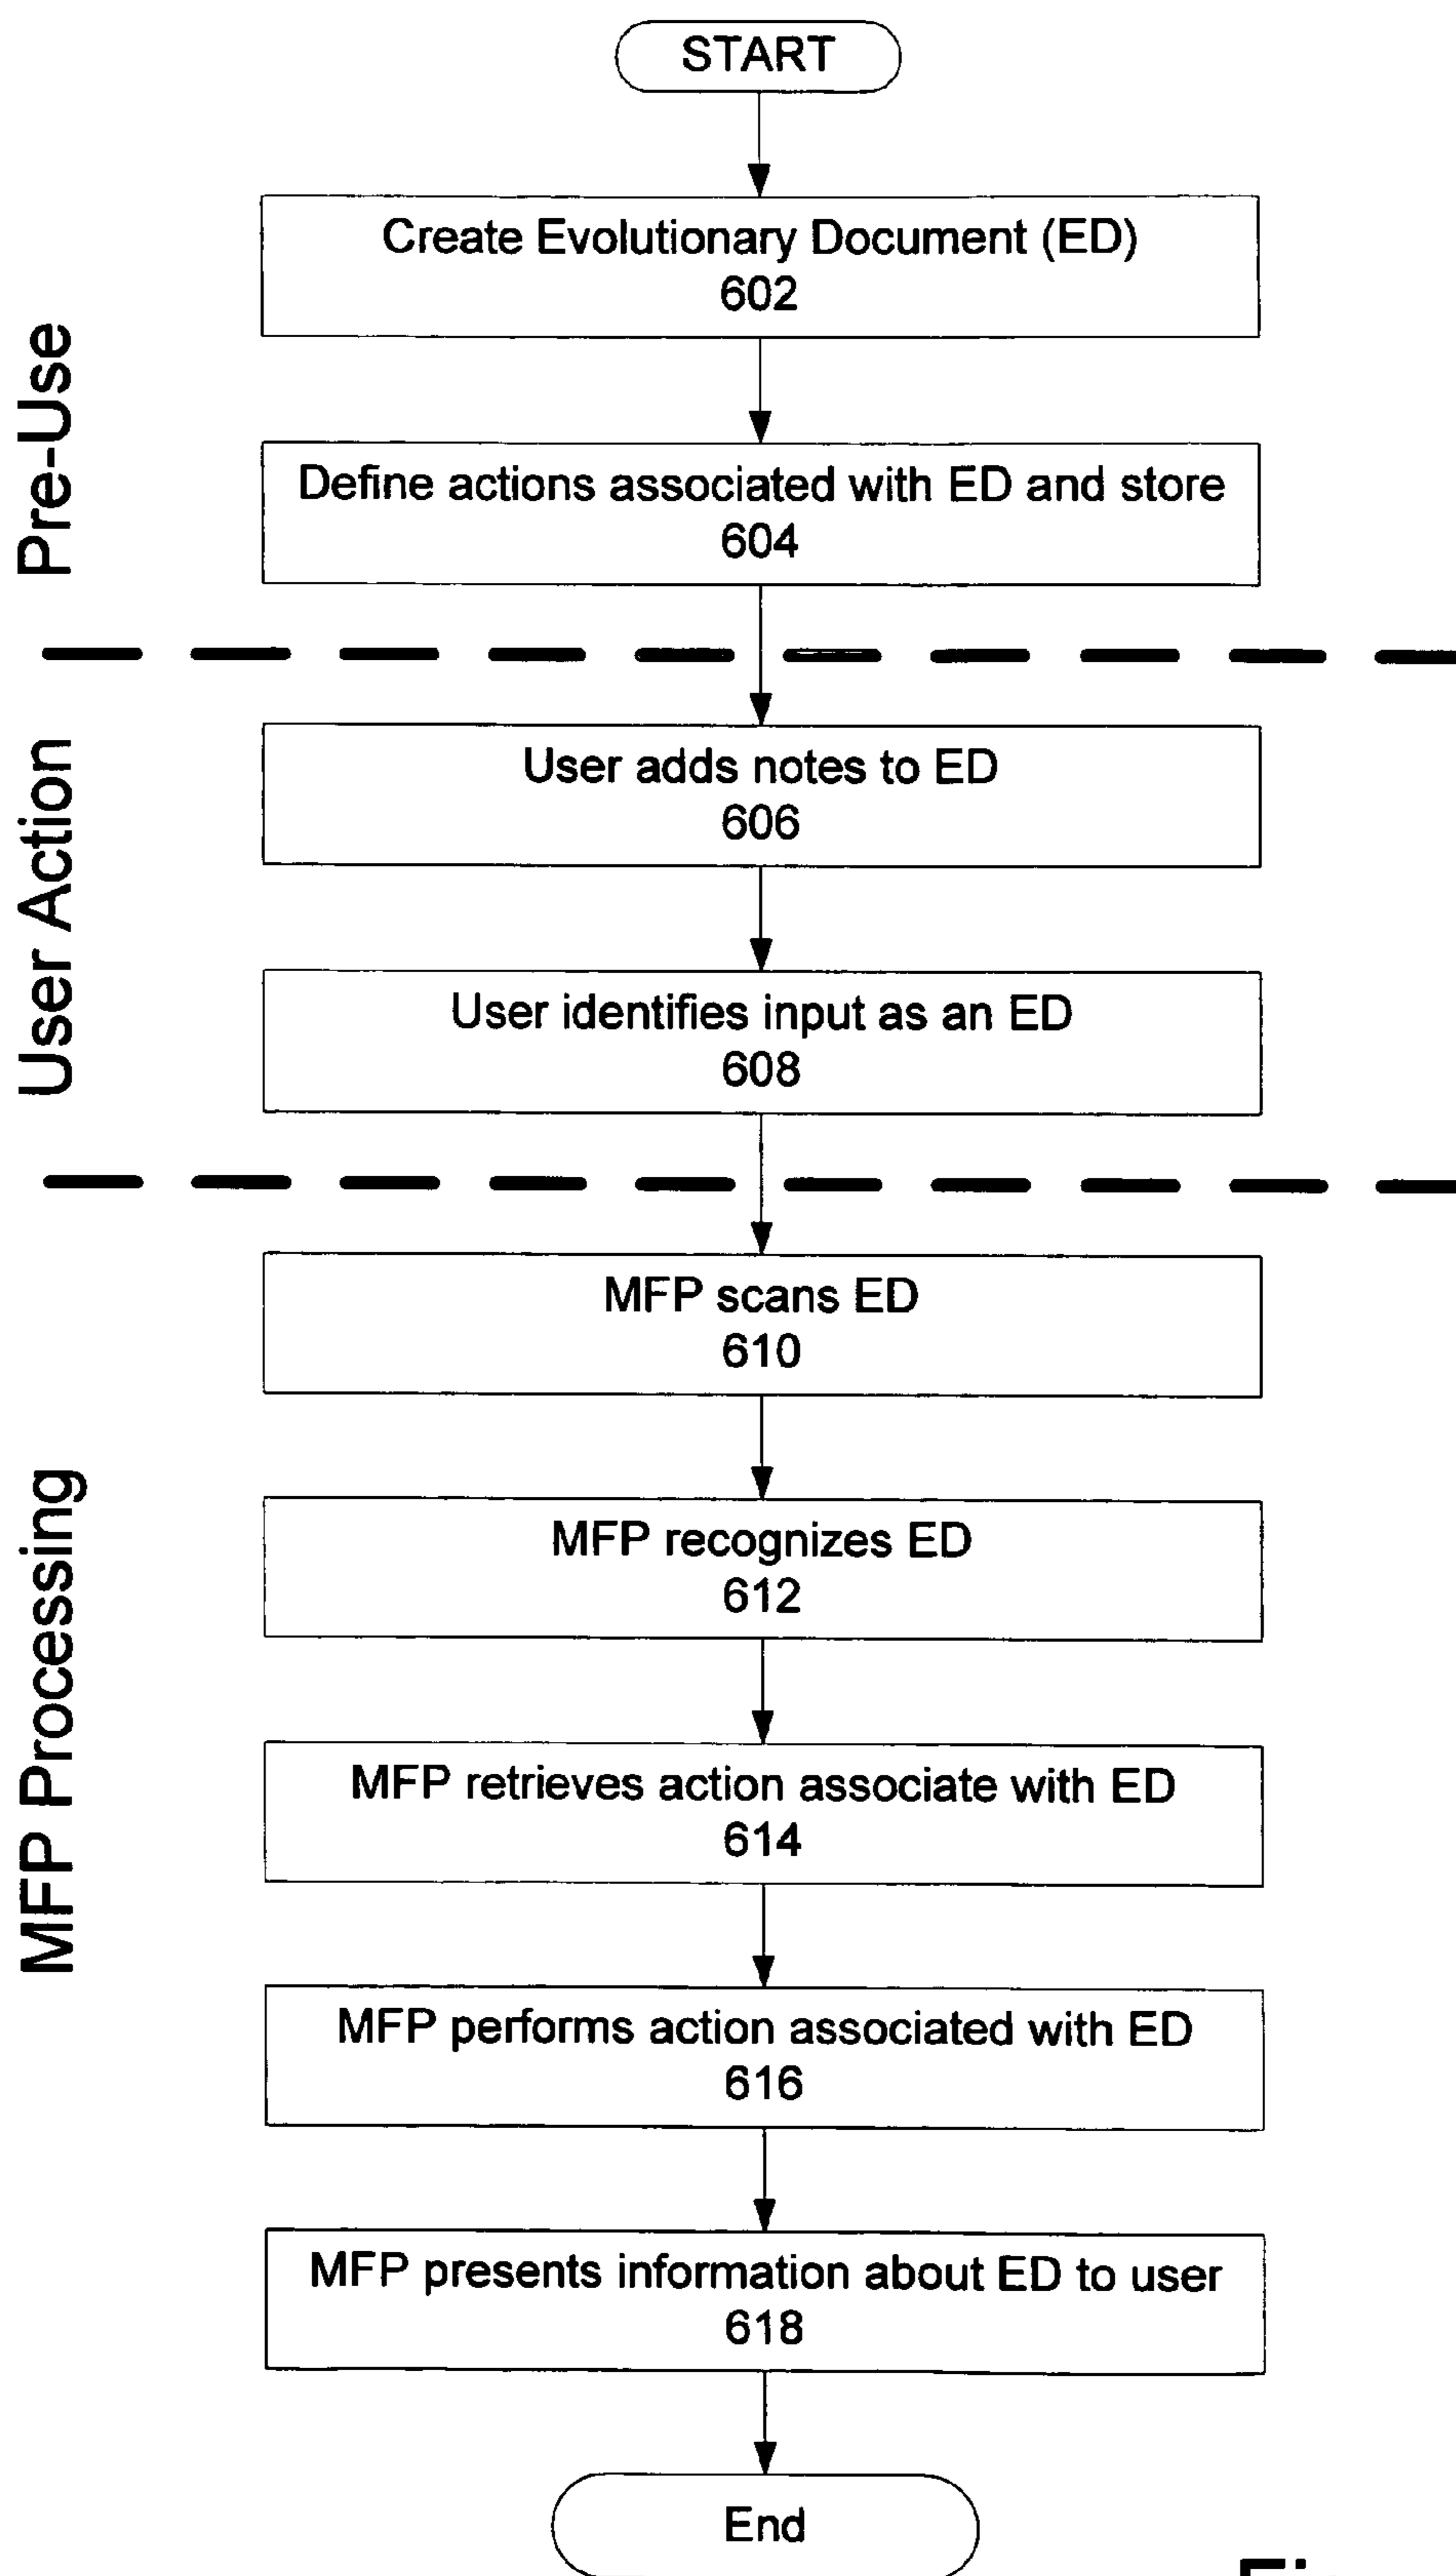 START
Pre-Use
Create Evolutionary Document (ED)
602
Define actions associated with ED and store
604
User Action
User adds notes to ED
606
User identifies input as an ED
608
MFP Processing
MFP scans ED
610
MFP recognizes ED
612
MFP retrieves action associate with ED
614
MFP performs action associated with ED
616
MFP presents information about ED to user
618
End